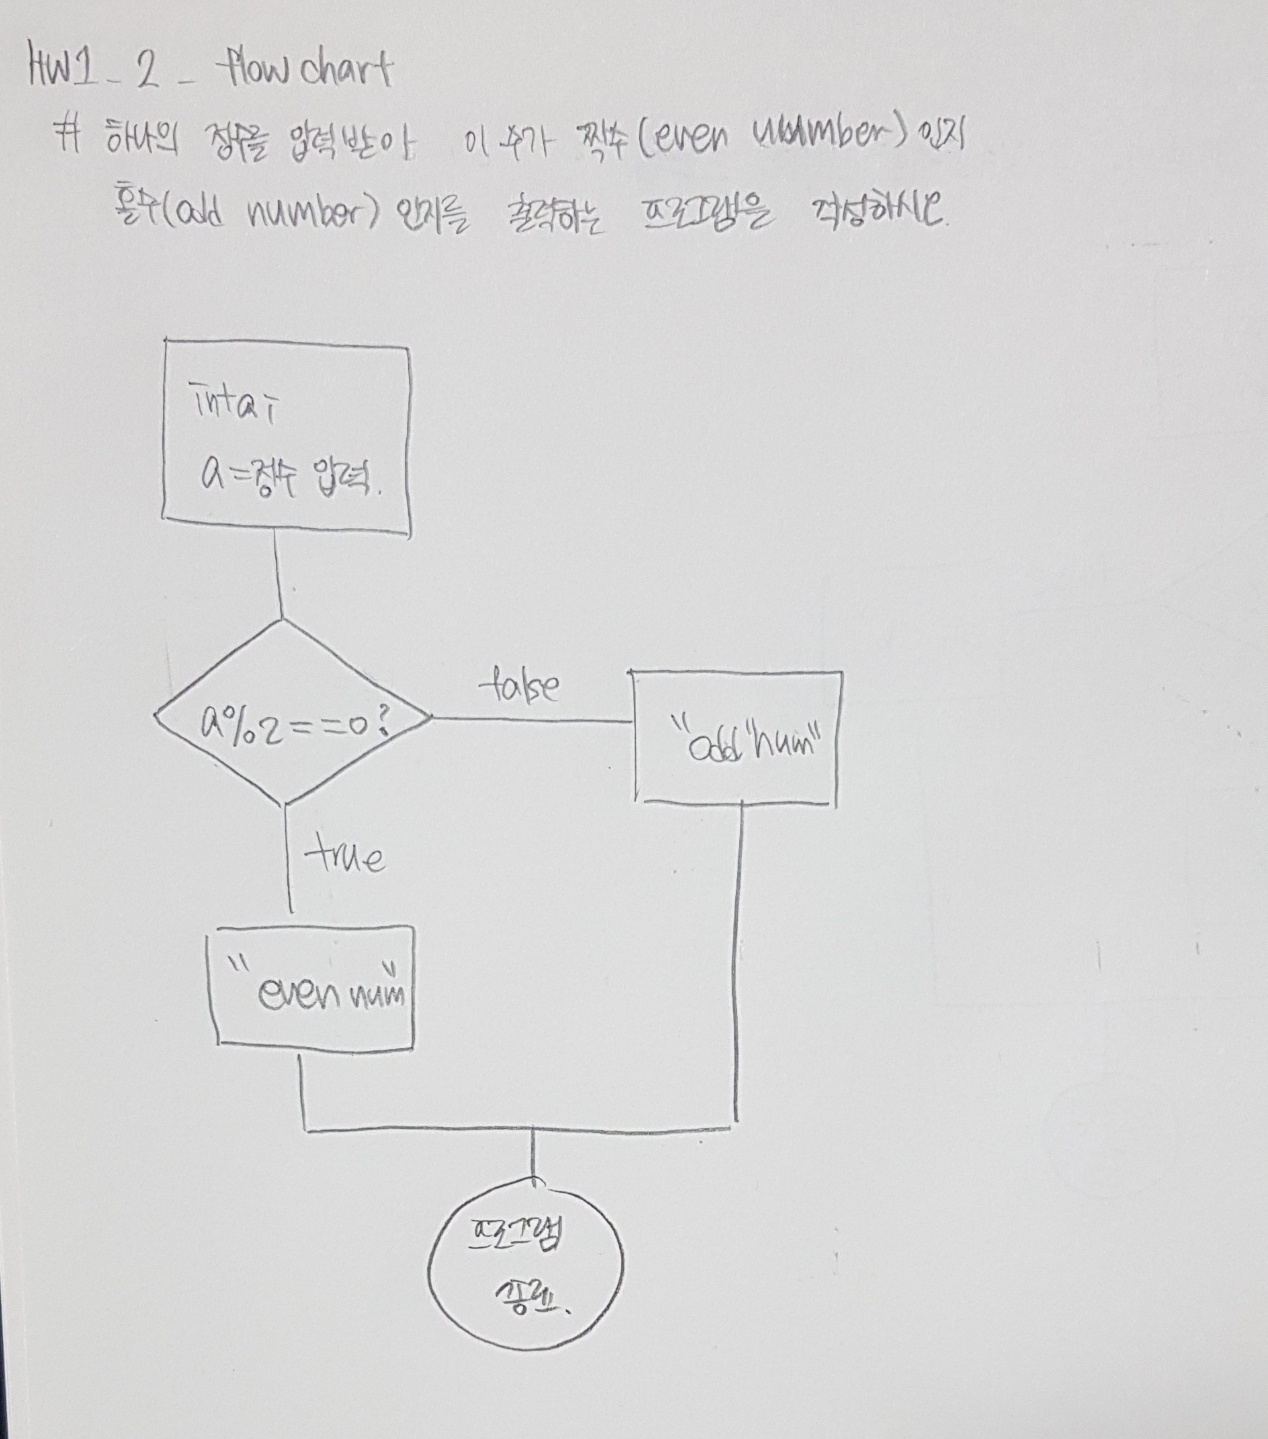 HW1_2_flow chart
# 하나의 정수를 입력받아 이 수가 짝수(even number)인지
홀수(odd number)인지를 출력하는 프로그램을 작성하시오.
int a;
a=정수 입력.
a%2==0?
false
"odd num"
true
"even num"
프로그램
종료.